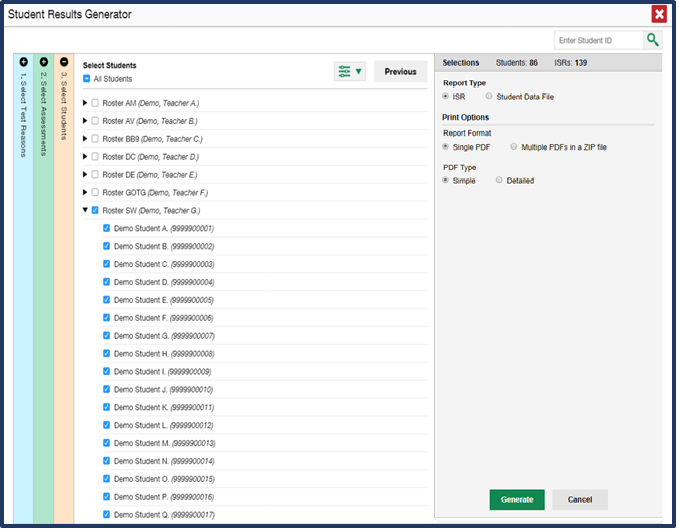 Student Results Generator
Enter Student ID
1. Select Test Reasons
2. Select Assessments
3. Select Students
Select Students
All Students
Previous
Roster AM (Demo, Teacher A.)
Roster AV (Demo, Teacher B.)
Roster BB9 (Demo, Teacher C.)
Roster DC (Demo, Teacher D.)
Roster DE (Demo, Teacher E.)
Roster GOTG (Demo, Teacher F.)
Roster SW (Demo, Teacher G.)
Demo Student A. (9999900001)
Demo Student B. (9999900002)
Demo Student C. (9999900003)
Demo Student D. (9999900004)
Demo Student E. (9999900005)
Demo Student F. (9999900006)
Demo Student G. (9999900007)
Demo Student H. (9999900008)
Demo Student I. (9999900009)
Demo Student J. (9999900010)
Demo Student K. (9999900011)
Demo Student L. (9999900012)
Demo Student M. (9999900013)
Demo Student N. (9999900014)
Demo Student O. (9999900015)
Demo Student P. (9999900016)
Demo Student Q. (9999900017)
Selections Students: 86 ISRs: 139
Report Type
ISR Student Data File
Print Options
Report Format
Single PDF Multiple PDFs in a ZIP file
PDF Type
Simple Detailed
Generate Cancel